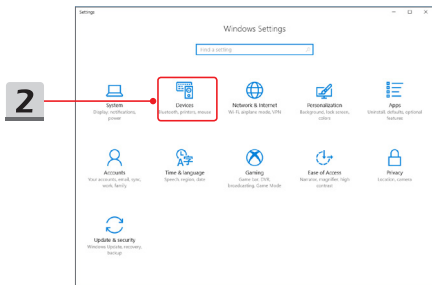 Settings
Windows Settings
Find a setting
2
System
Display, notifications,
power
Devices
Bluetooth, printers, mouse
Network & Internet
Wi-Fi, airplane mode, VPN
Personalization
Background, lock screen,
colors
Apps
Uninstall, defaults, optional
features
Accounts
Your accounts, email, sync,
work, family
Time & language
Speech, region, date
Gaming
Game bar, DVR,
broadcasting, Game Mode
Ease of Access
Narrator, magnifier, high
contrast
Privacy
Location, camera
Update & security
Windows Update, recovery,
backup